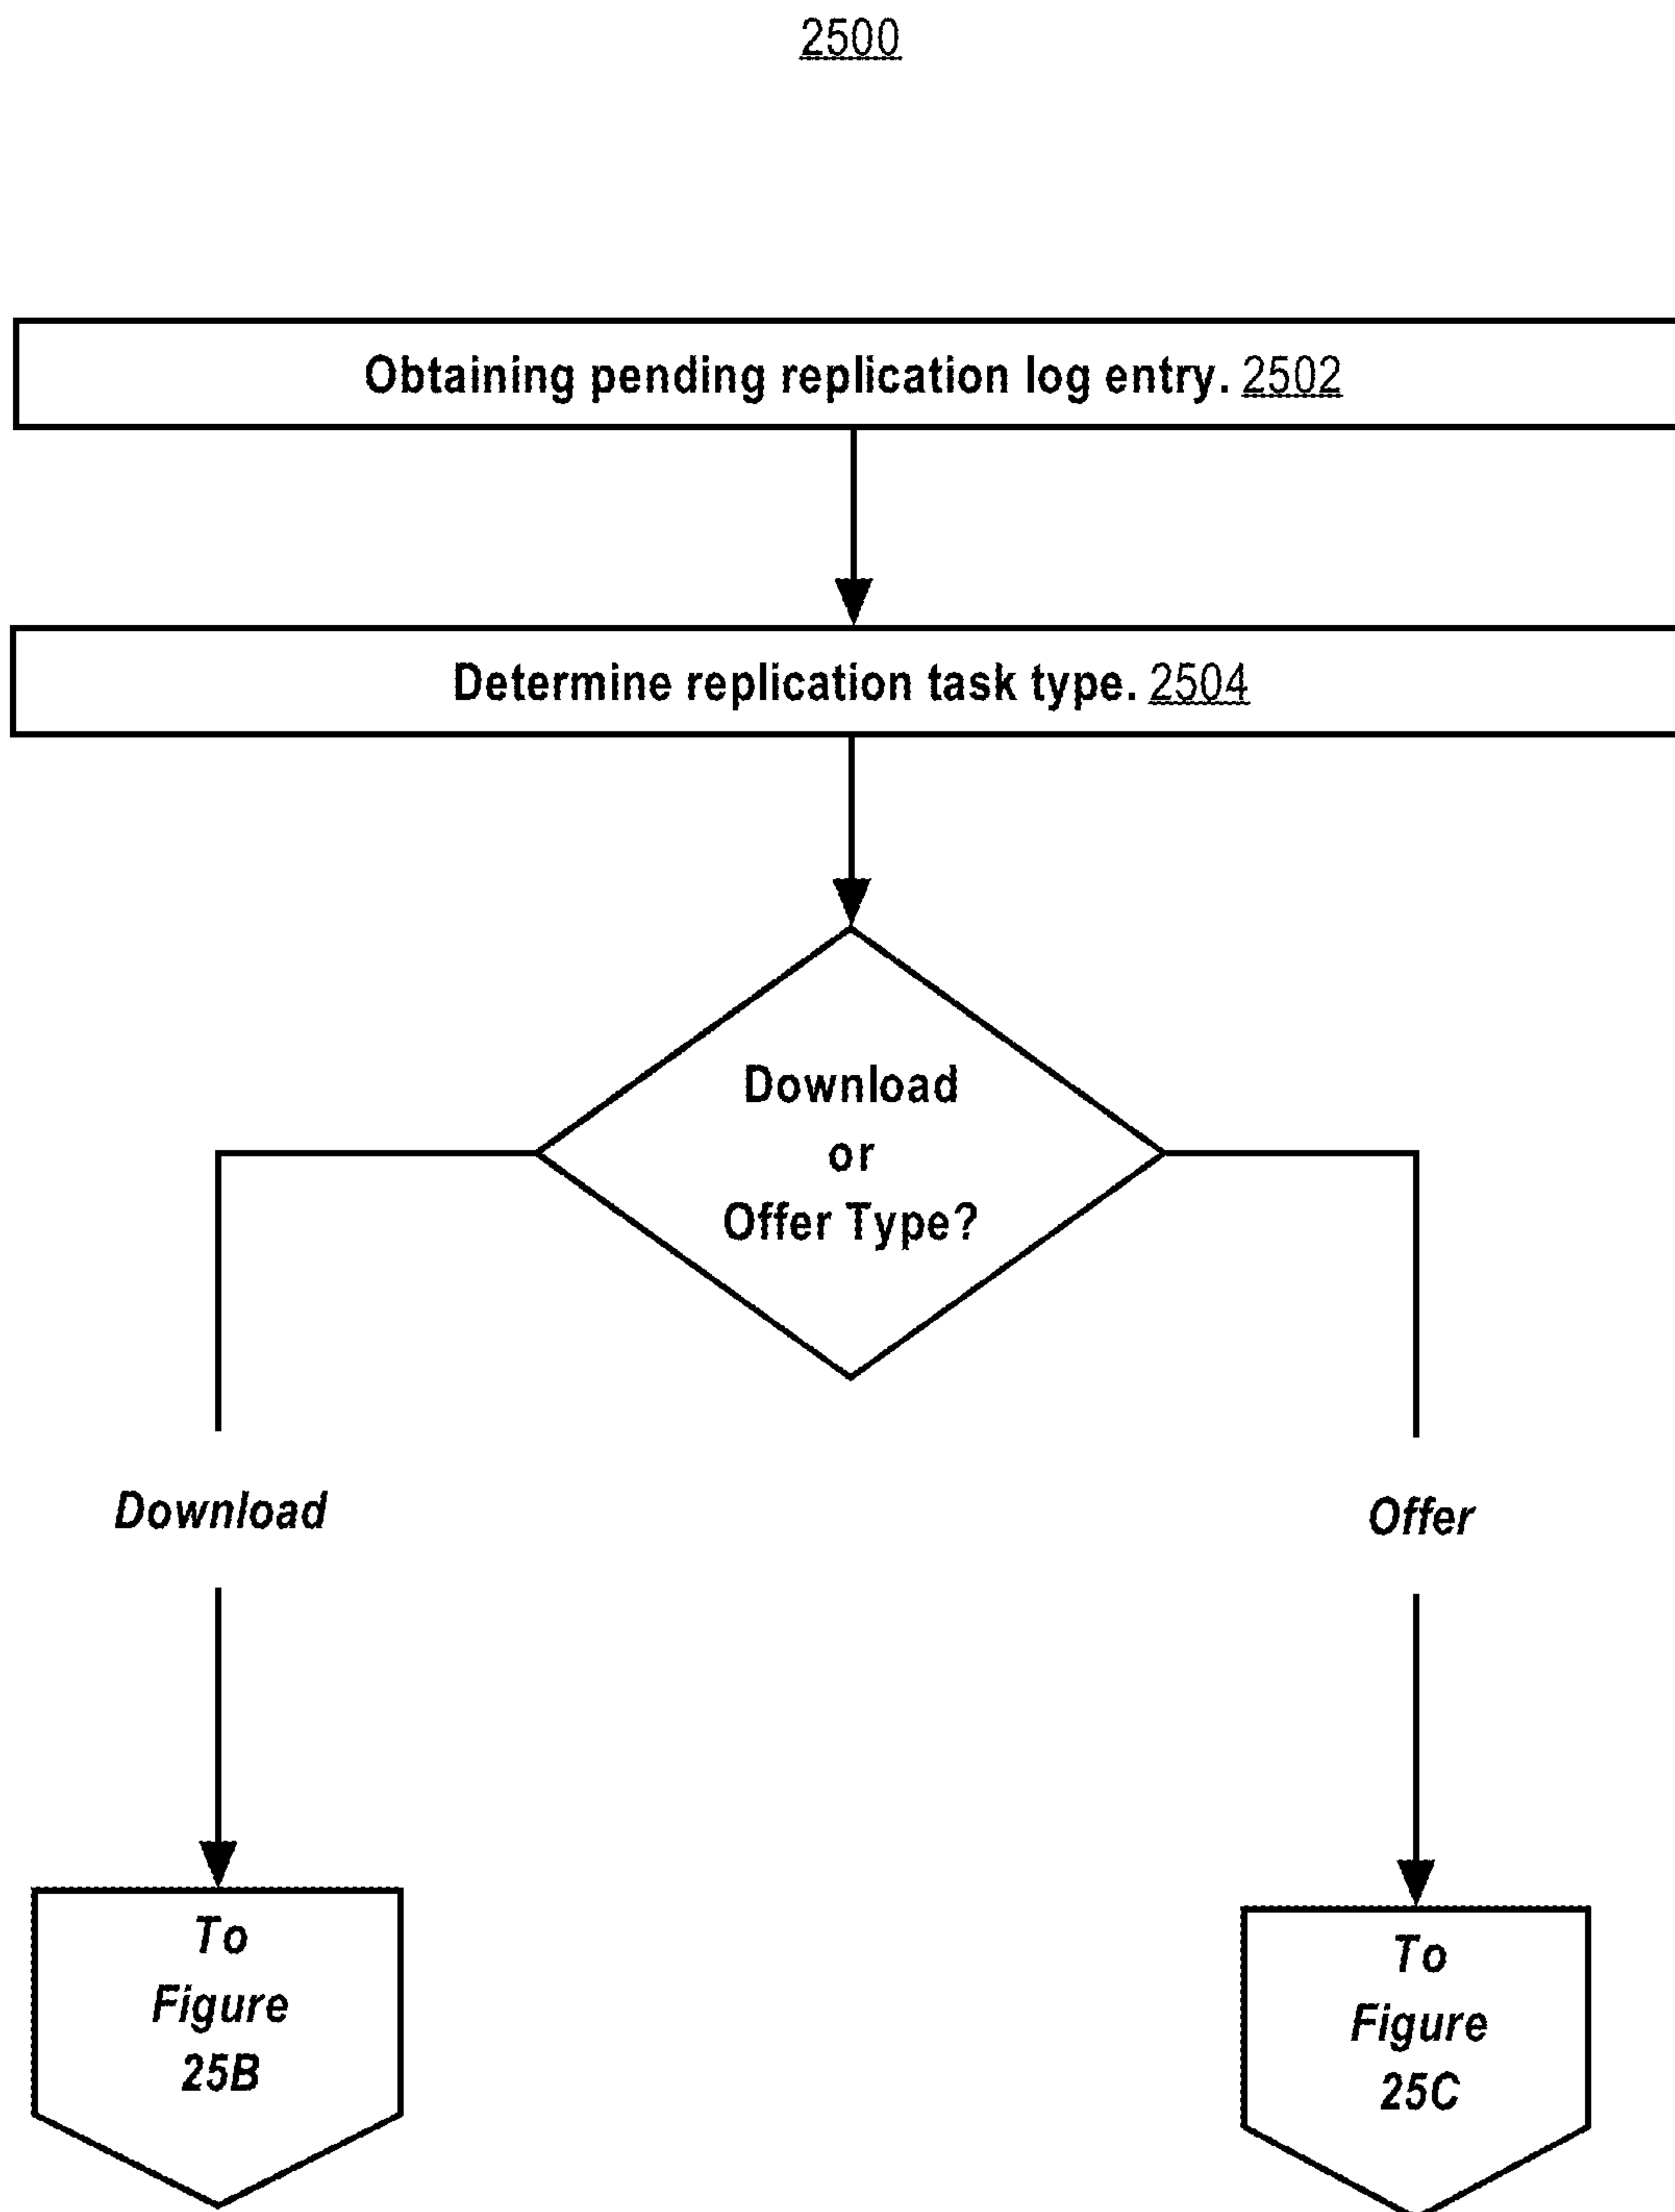 2500
Obtaining pending replication log entry. 2502
Determine replication task type. 2504
Download
or
Offer Type?
Download
Offer
To
Figure
25B
To
Figure
25C